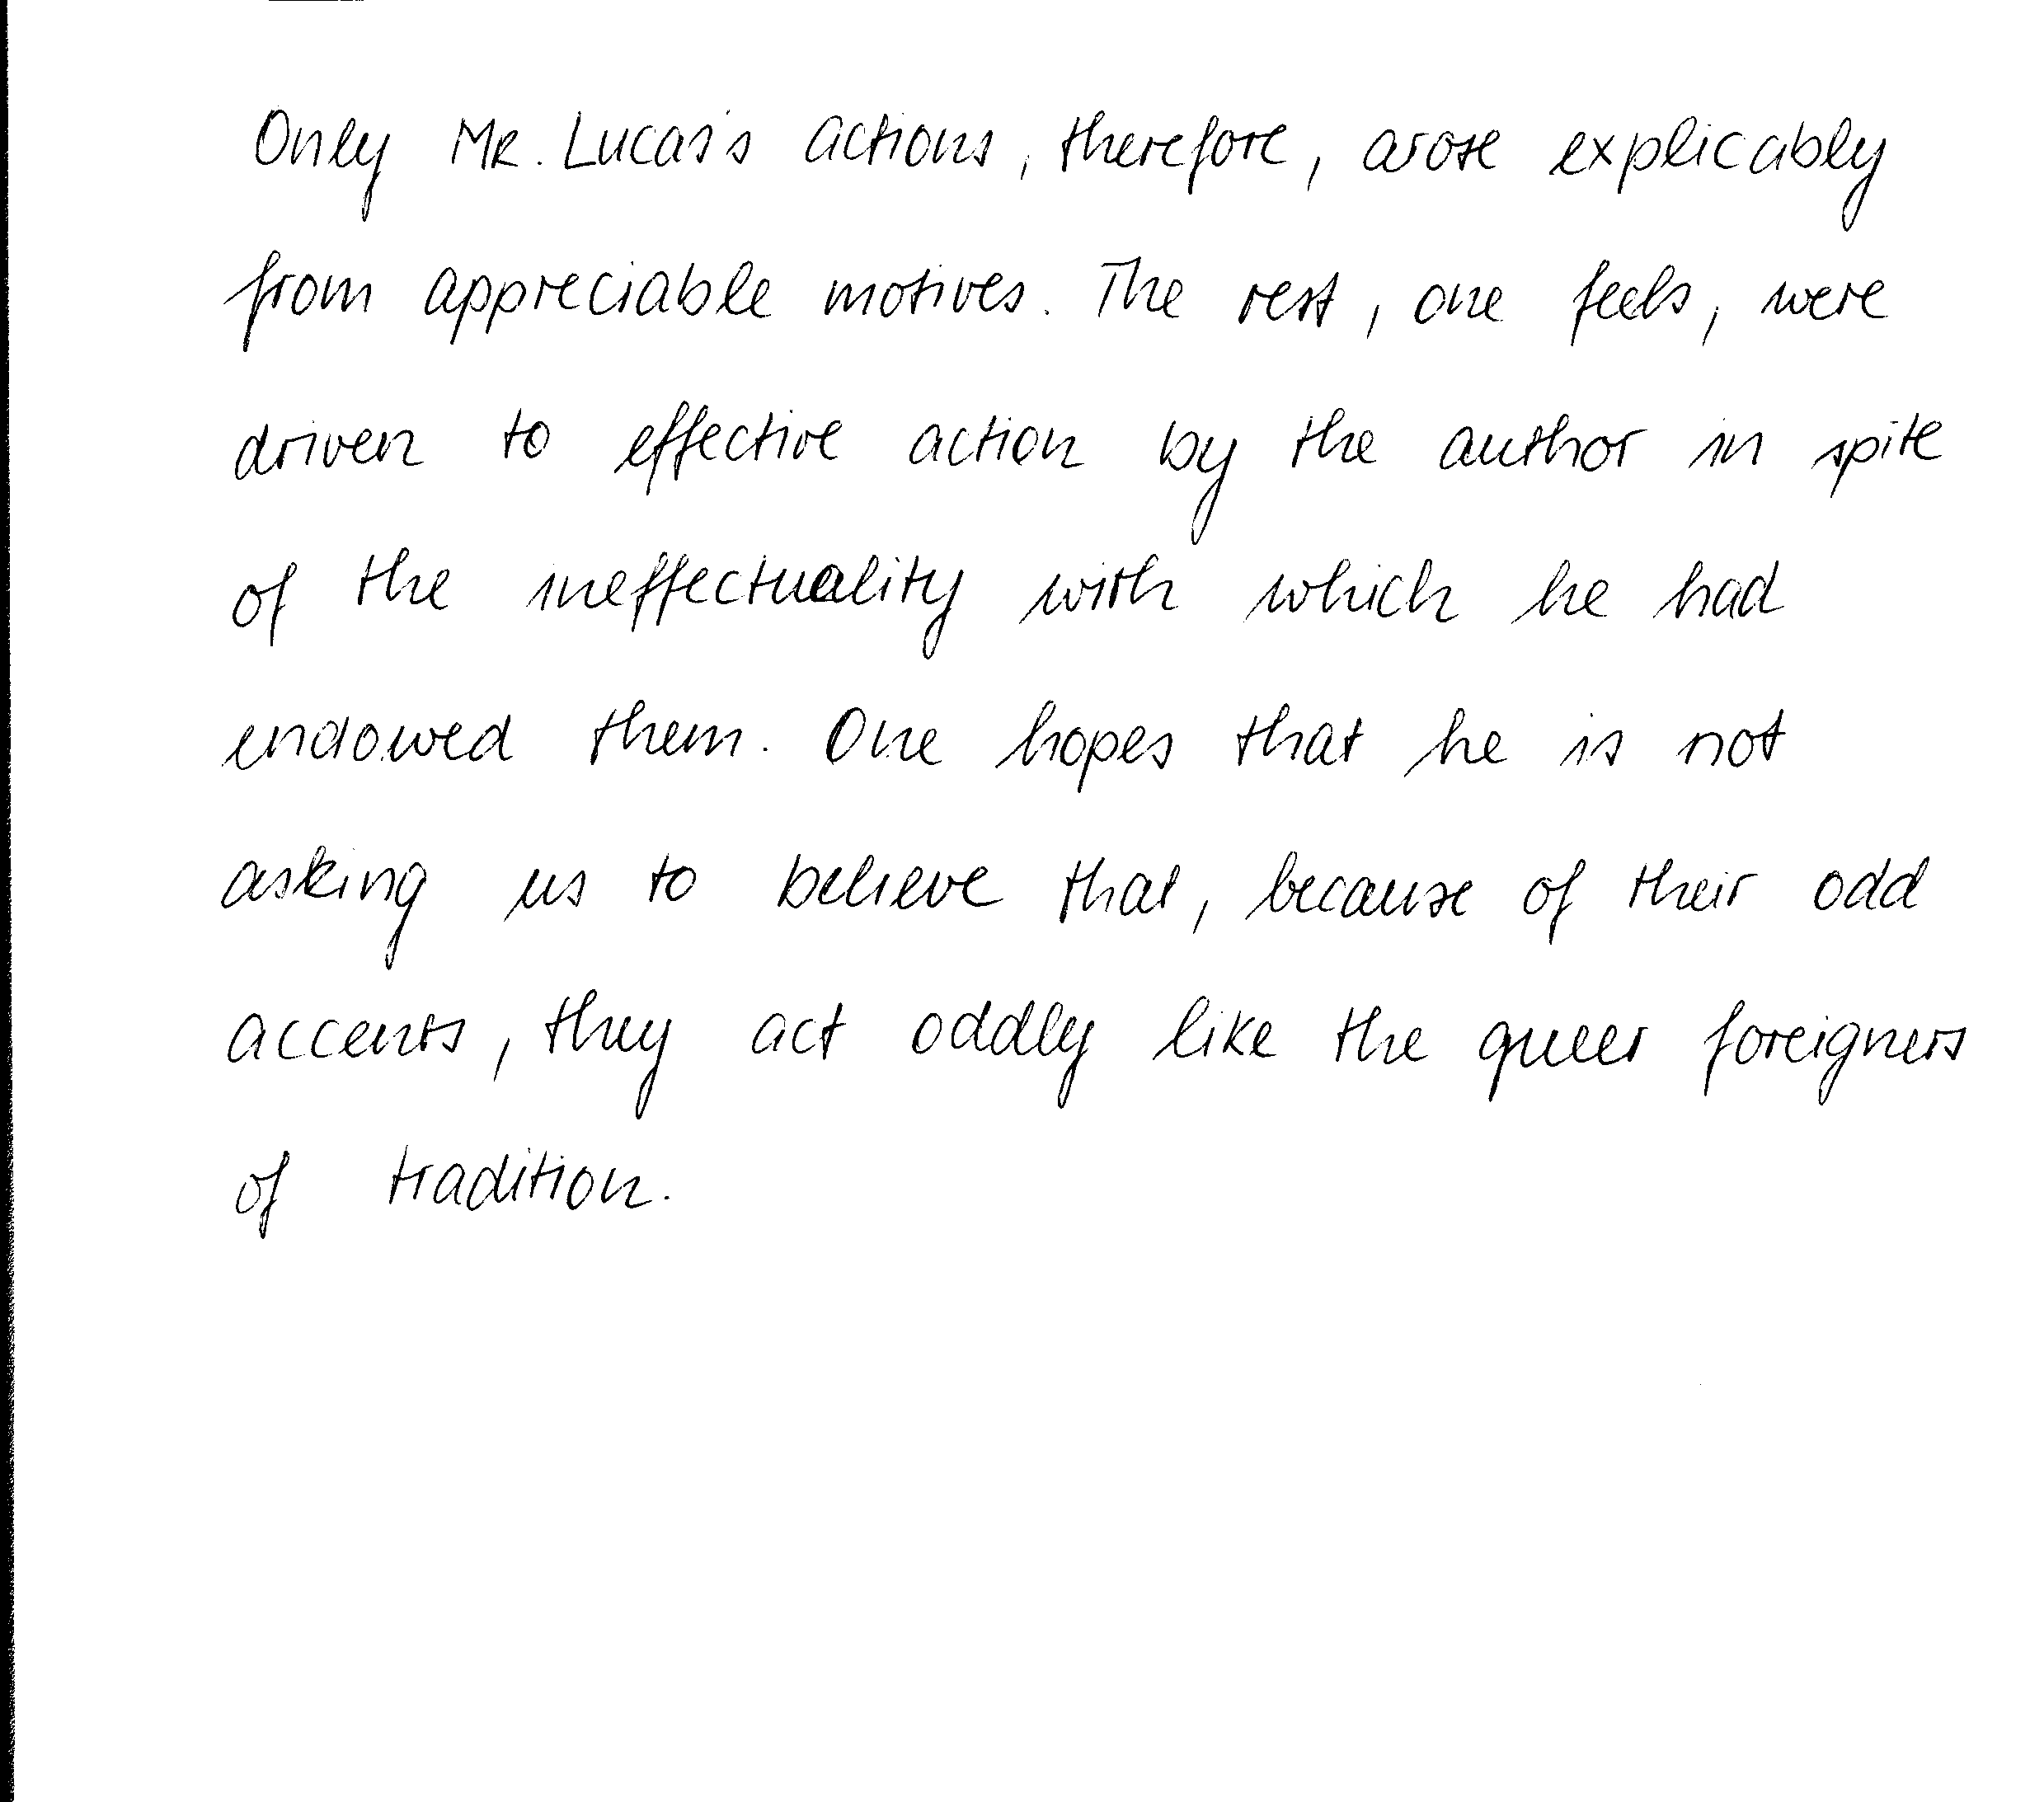 Only Mr. Lucas's actions, therefore, arose explicably
from appreciable motives. The rest, one feels, were
driven to effective action by the author in spite
of the ineffectuality with which he had
endowed them. One hopes that he is not
asking us to believe that, because of their odd
accents, they act oddly like the queer foreigners
of tradition.